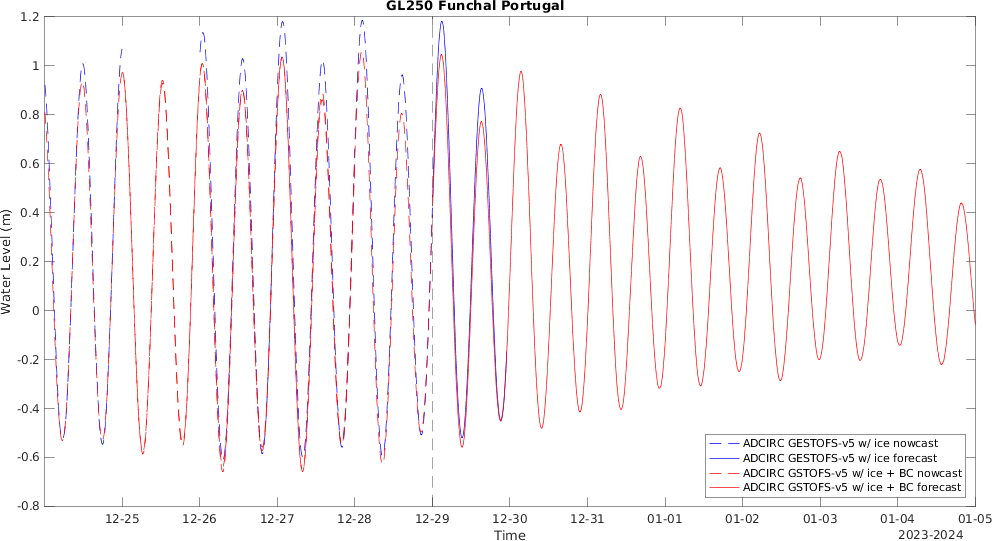 GL250 Funchal Portugal
1.2
1
0.8
0.6
0.4
0.2
0
-0.2
-0.4
-0.6
-0.8
Water Level (m)
12-25 12-26 12-27 12-28 12-29 12-30 12-31 01-01 01-02 01-03 01-04 01-05
Time
2023-2024
ADCIRC GESTOFS-v5 w/ ice nowcast
ADCIRC GESTOFS-v5 w/ ice forecast
ADCIRC GSTOFS-v5 w/ ice + BC nowcast
ADCIRC GSTOFS-v5 w/ ice + BC forecast